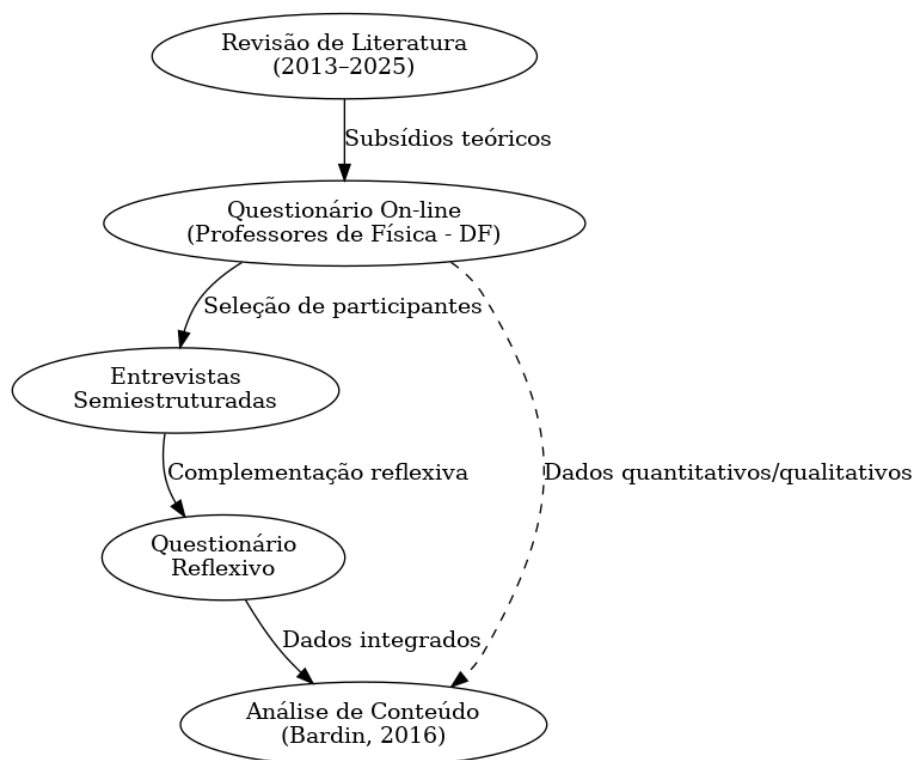 Revisão de Literatura
(2013–2025)
Subsídios teóricos
Questionário On-line
(Professores de Física - DF)
Seleção de participantes
Entrevistas
Semiestruturadas
Complementação reflexiva
Dados quantitativos/qualitativos
Questionário
Reflexivo
Dados integrados
Análise de Conteúdo
(Bardin, 2016)